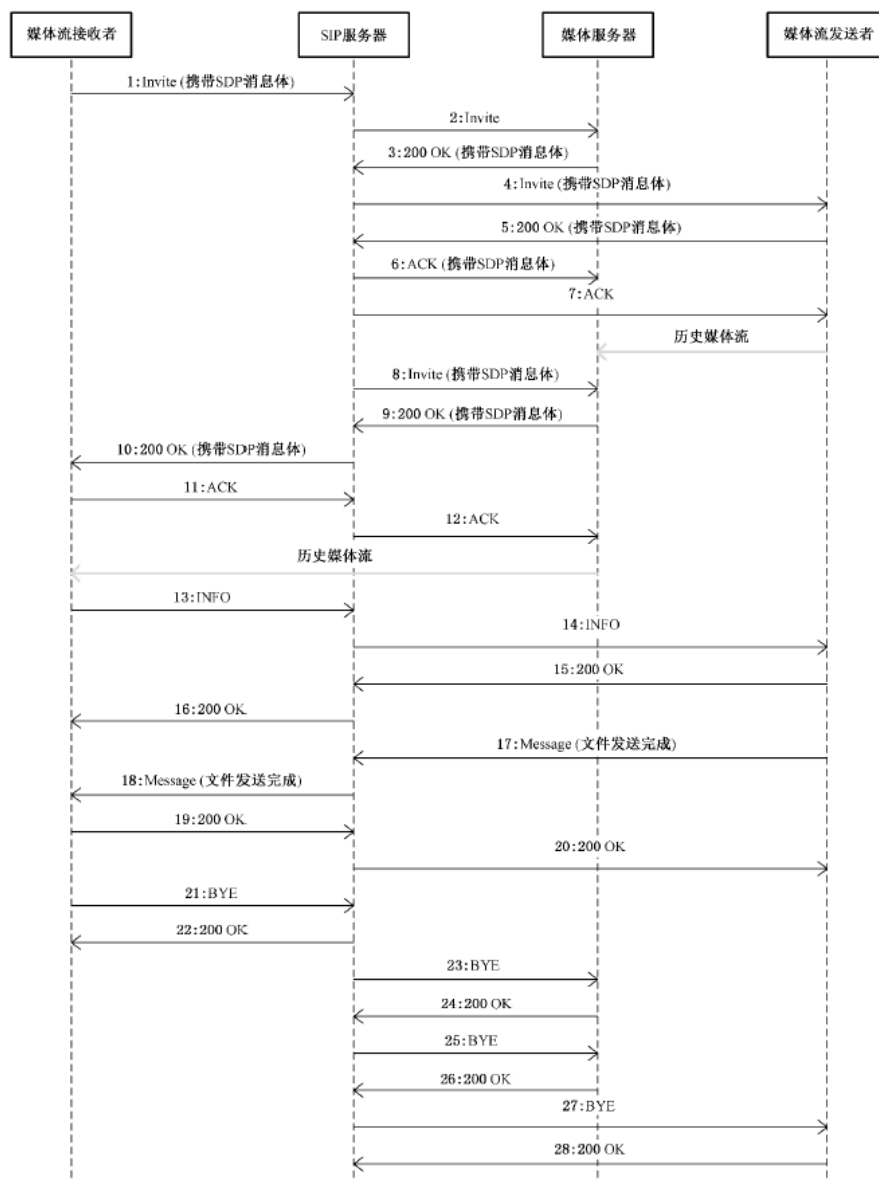 媒体流接收者
SIP服务器
媒体服务器
媒体流发送者
1:Invite (携带SDP消息体)
2:Invite
3:200 OK (携带SDP消息体)
4:Invite (携带SDP消息体)
5:200 OK (携带SDP消息体)
6:ACK (携带SDP消息体)
7:ACK
历史媒体流
8:Invite (携带SDP消息体)
9:200 OK (携带SDP消息体)
10:200 OK (携带SDP消息体)
11:ACK
12:ACK
历史媒体流
13:INFO
14:INFO
15:200 OK
16:200 OK
17:Message (文件发送完成)
18:Message (文件发送完成)
19:200 OK
20:200 OK
21:BYE
22:200 OK
23:BYE
24:200 OK
25:BYE
26:200 OK
27:BYE
28:200 OK